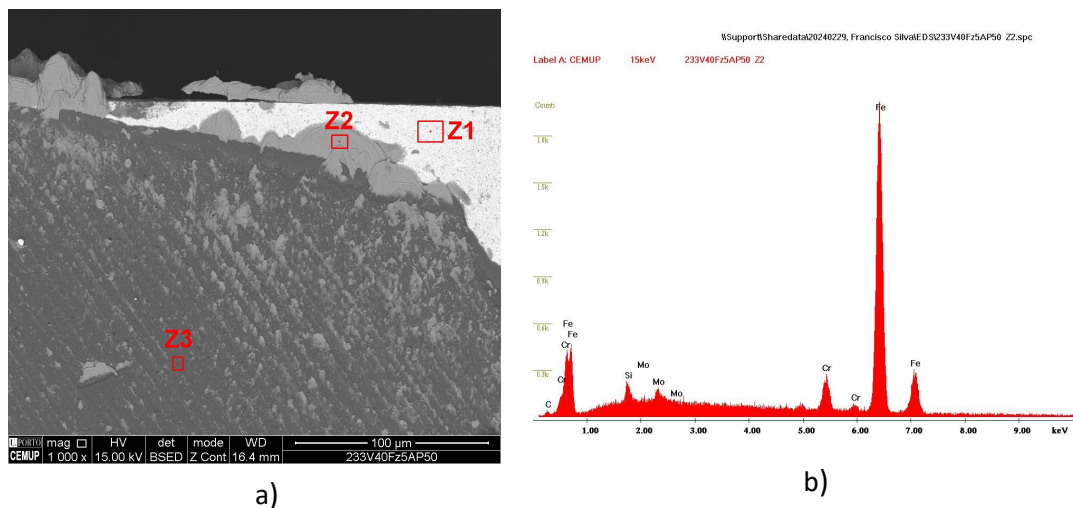 Z1
Z2
Z3
U.PORTO
CEMUP
mag HV det mode WD
1 000 x 15.00 kV BSED Z Cont 16.4 mm
100 µm
233V40Fz5AP50
a)
\\Support\Sharedata\20240229, Francisco Silva\EDS\233V40Fz5AP50 Z2.spc
Label A: CEMUP 15keV 233V40Fz5AP50 Z2
Counts
1.8k
1.5k
1.2k
0.9k
0.6k
0.3k
Fe
Fe
Fe
Cr
Cr
C
Si
Mo
Mo
Mo
Cr
Cr
Fe
1.00 2.00 3.00 4.00 5.00 6.00 7.00 8.00 9.00 keV
b)